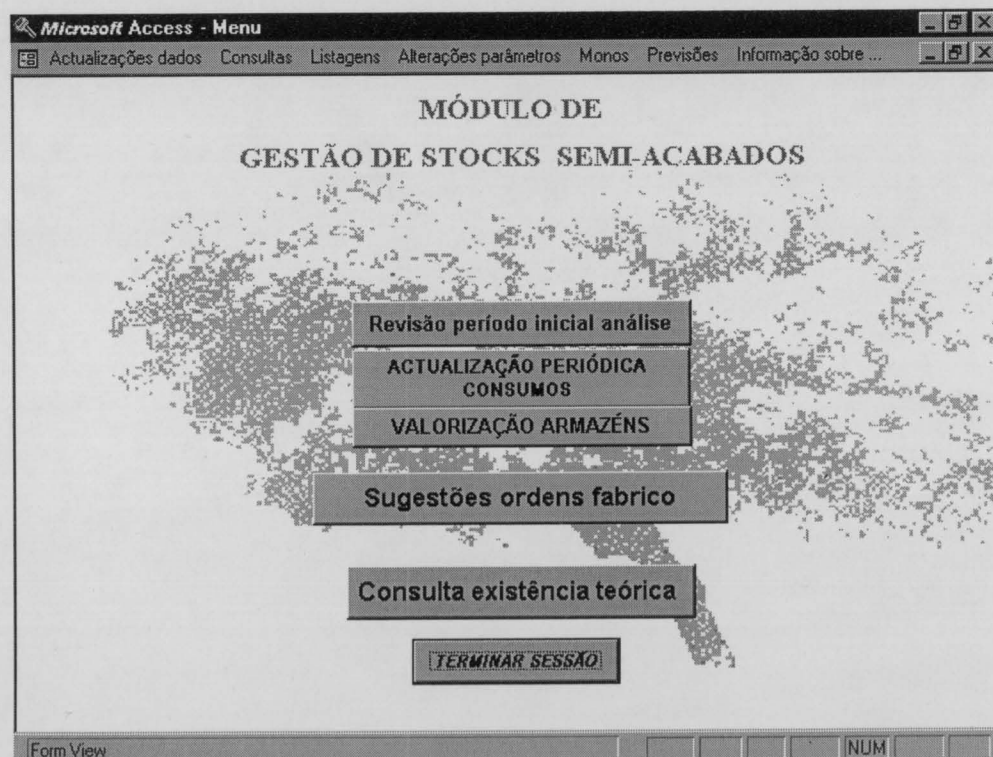 Microsoft Access - Menu
Actualizações dados Consultas Listagens Alterações parâmetros Monos Previsões Informação sobre ...
MÓDULO DE
GESTÃO DE STOCKS SEMI-ACABADOS
Revisão período inicial análise
ACTUALIZAÇÃO PERIÓDICA
CONSUMOS
VALORIZAÇÃO ARMAZÉNS
Sugestões ordens fabrico
Consulta existência teórica
TERMINAR SESSÃO
Form View NUM